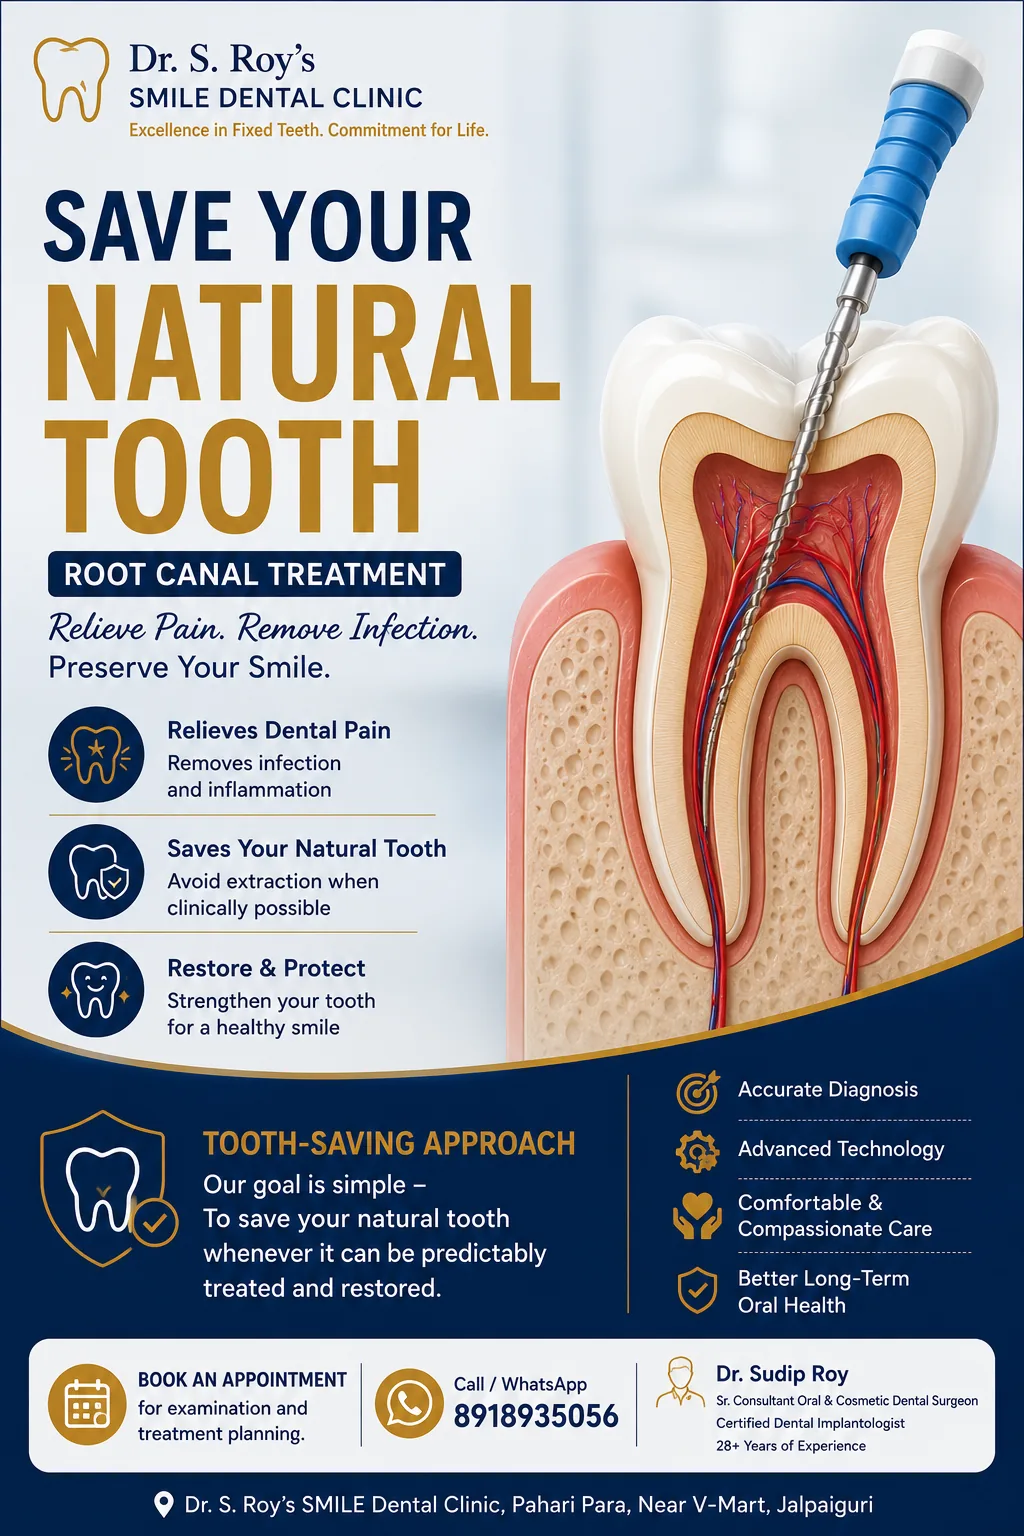 Dr. S. Roy's
SMILE DENTAL CLINIC
Excellence in Fixed Teeth. Commitment for Life.
SAVE YOUR
NATURAL
TOOTH
ROOT CANAL TREATMENT
Relieve Pain. Remove Infection.
Preserve Your Smile.
Relieves Dental Pain
Removes infection
and inflammation
Saves Your Natural Tooth
Avoid extraction when
clinically possible
Restore & Protect
Strengthen your tooth
for a healthy smile
TOOTH-SAVING APPROACH
Our goal is simple –
To save your natural tooth
whenever it can be predictably
treated and restored.
Accurate Diagnosis
Advanced Technology
Comfortable &
Compassionate Care
Better Long-Term
Oral Health
BOOK AN APPOINTMENT
for examination and
treatment planning.
Call / WhatsApp
8918935056
Dr. Sudip Roy
Sr. Consultant Oral & Cosmetic Dental Surgeon
Certified Dental Implantologist
28+ Years of Experience
Dr. S. Roy's SMILE Dental Clinic, Pahari Para, Near V-Mart, Jalpaiguri